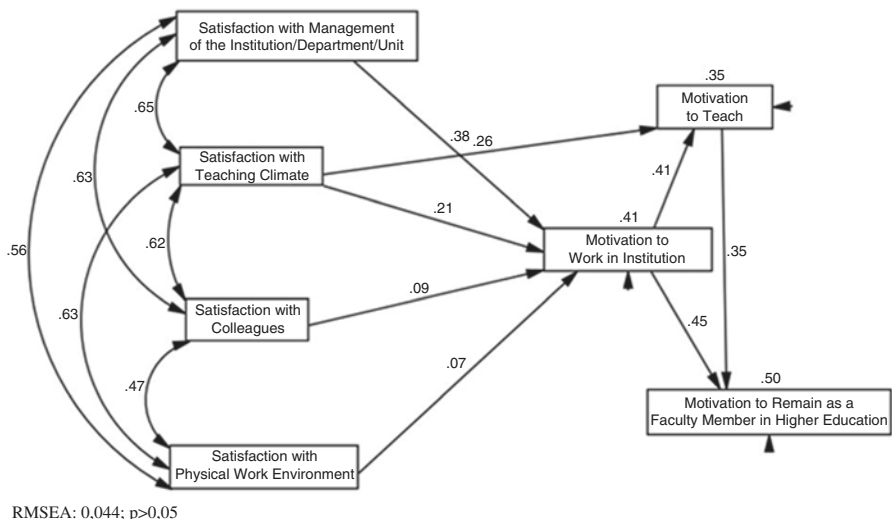 Satisfaction with Management
of the Institution/Department/Unit
.35
Motivation
to Teach
.65
.38
.26
Satisfaction with
Teaching Climate
.63
.41
.21
.41
Motivation to
Work in Institution
.56
.62
.35
.63
.09
Satisfaction with
Colleagues
.45
.47
.07
.50
Motivation to Remain as a
Faculty Member in Higher Education
Satisfaction with
Physical Work Environment
RMSEA: 0,044; p>0,05